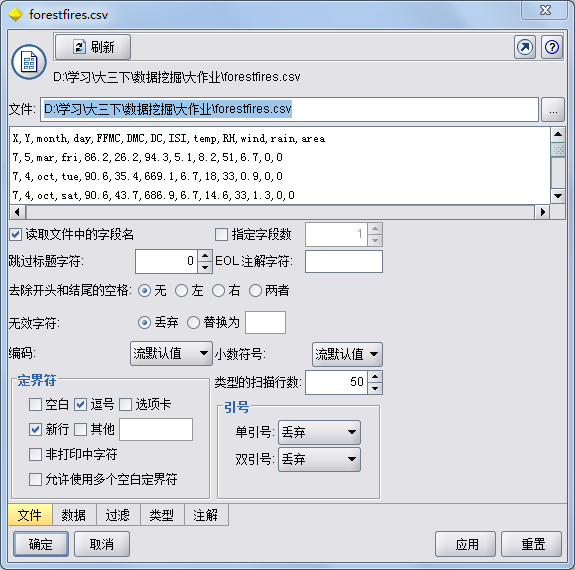 forestfires.csv
刷新
D:\学习\大三下\数据挖掘\大作业\forestfires.csv
文件: D:\学习\大三下\数据挖掘\大作业\forestfires.csv ...
X,Y,month,day,FFMC,DMC,DC,ISI,temp,RH,wind,rain,area
7,5,mar,fri,86.2,26.2,94.3,5.1,8.2,51,6.7,0,0
7,4,oct,tue,90.6,35.4,669.1,6.7,18,33,0.9,0,0
7,4,oct,sat,90.6,43.7,686.9,6.7,14.6,33,1.3,0,0
读取文件中的字段名 指定字段数 1
跳过标题字符: 0 EOL 注解字符:
去除开头和结尾的空格: 无 左 右 两者
无效字符: 丢弃 替换为
编码: 流默认值 小数符号: 流默认值
类型的扫描行数: 50
定界符
空白 逗号 选项卡
新行 其他
非打印中字符
允许使用多个空白定界符
引号
单引号: 丢弃
双引号: 丢弃
文件 数据 过滤 类型 注解
确定 取消 应用 重置